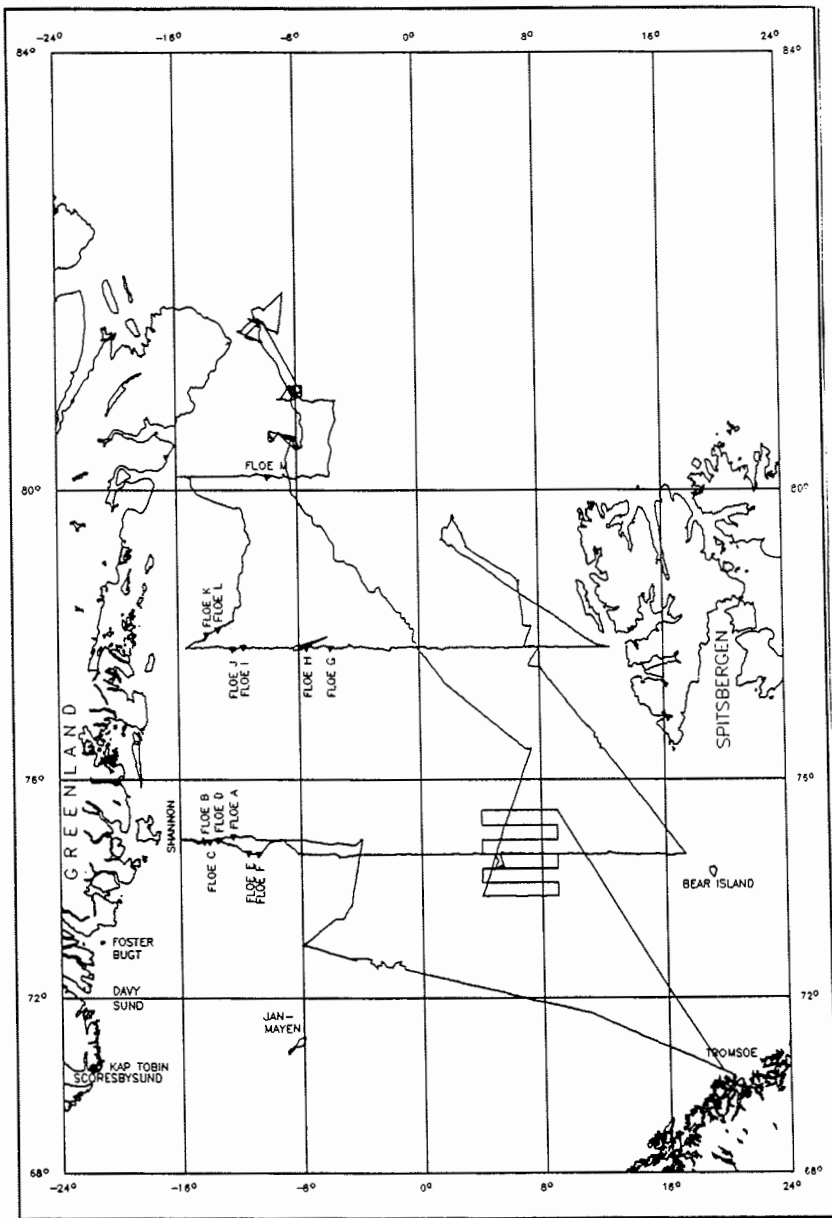 -24°
-16°
-8°
0°
8°
16°
24°
84°
84°
FLOE M
80°
80°
FLOE K
FLOE L
FLOE J
FLOE I
FLOE H
FLOE G
SPITSBERGEN
GREENLAND
76°
76°
SHANNON
FLOE B
FLOE D
FLOE A
FLOE C
FLOE E
FLOE F
BEAR ISLAND
FOSTER
BUGT
DAVY
SUND
72°
72°
JAN-
MAYEN
TROMSOE
KAP TOBIN
SCORESBYSUND
68°
68°
-24°
-16°
-8°
0°
8°
16°
24°